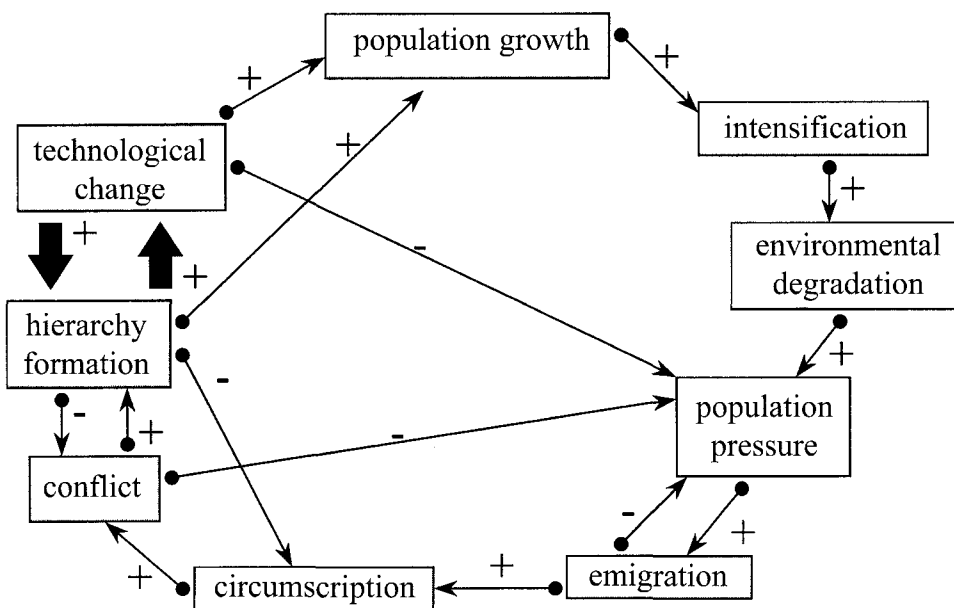 population growth
+
+
+
intensification
technological
change
+
+
-
environmental
degradation
+
+
hierarchy
formation
+
-
population
pressure
-
-
+
conflict
-
+
+
+
circumscription
emigration